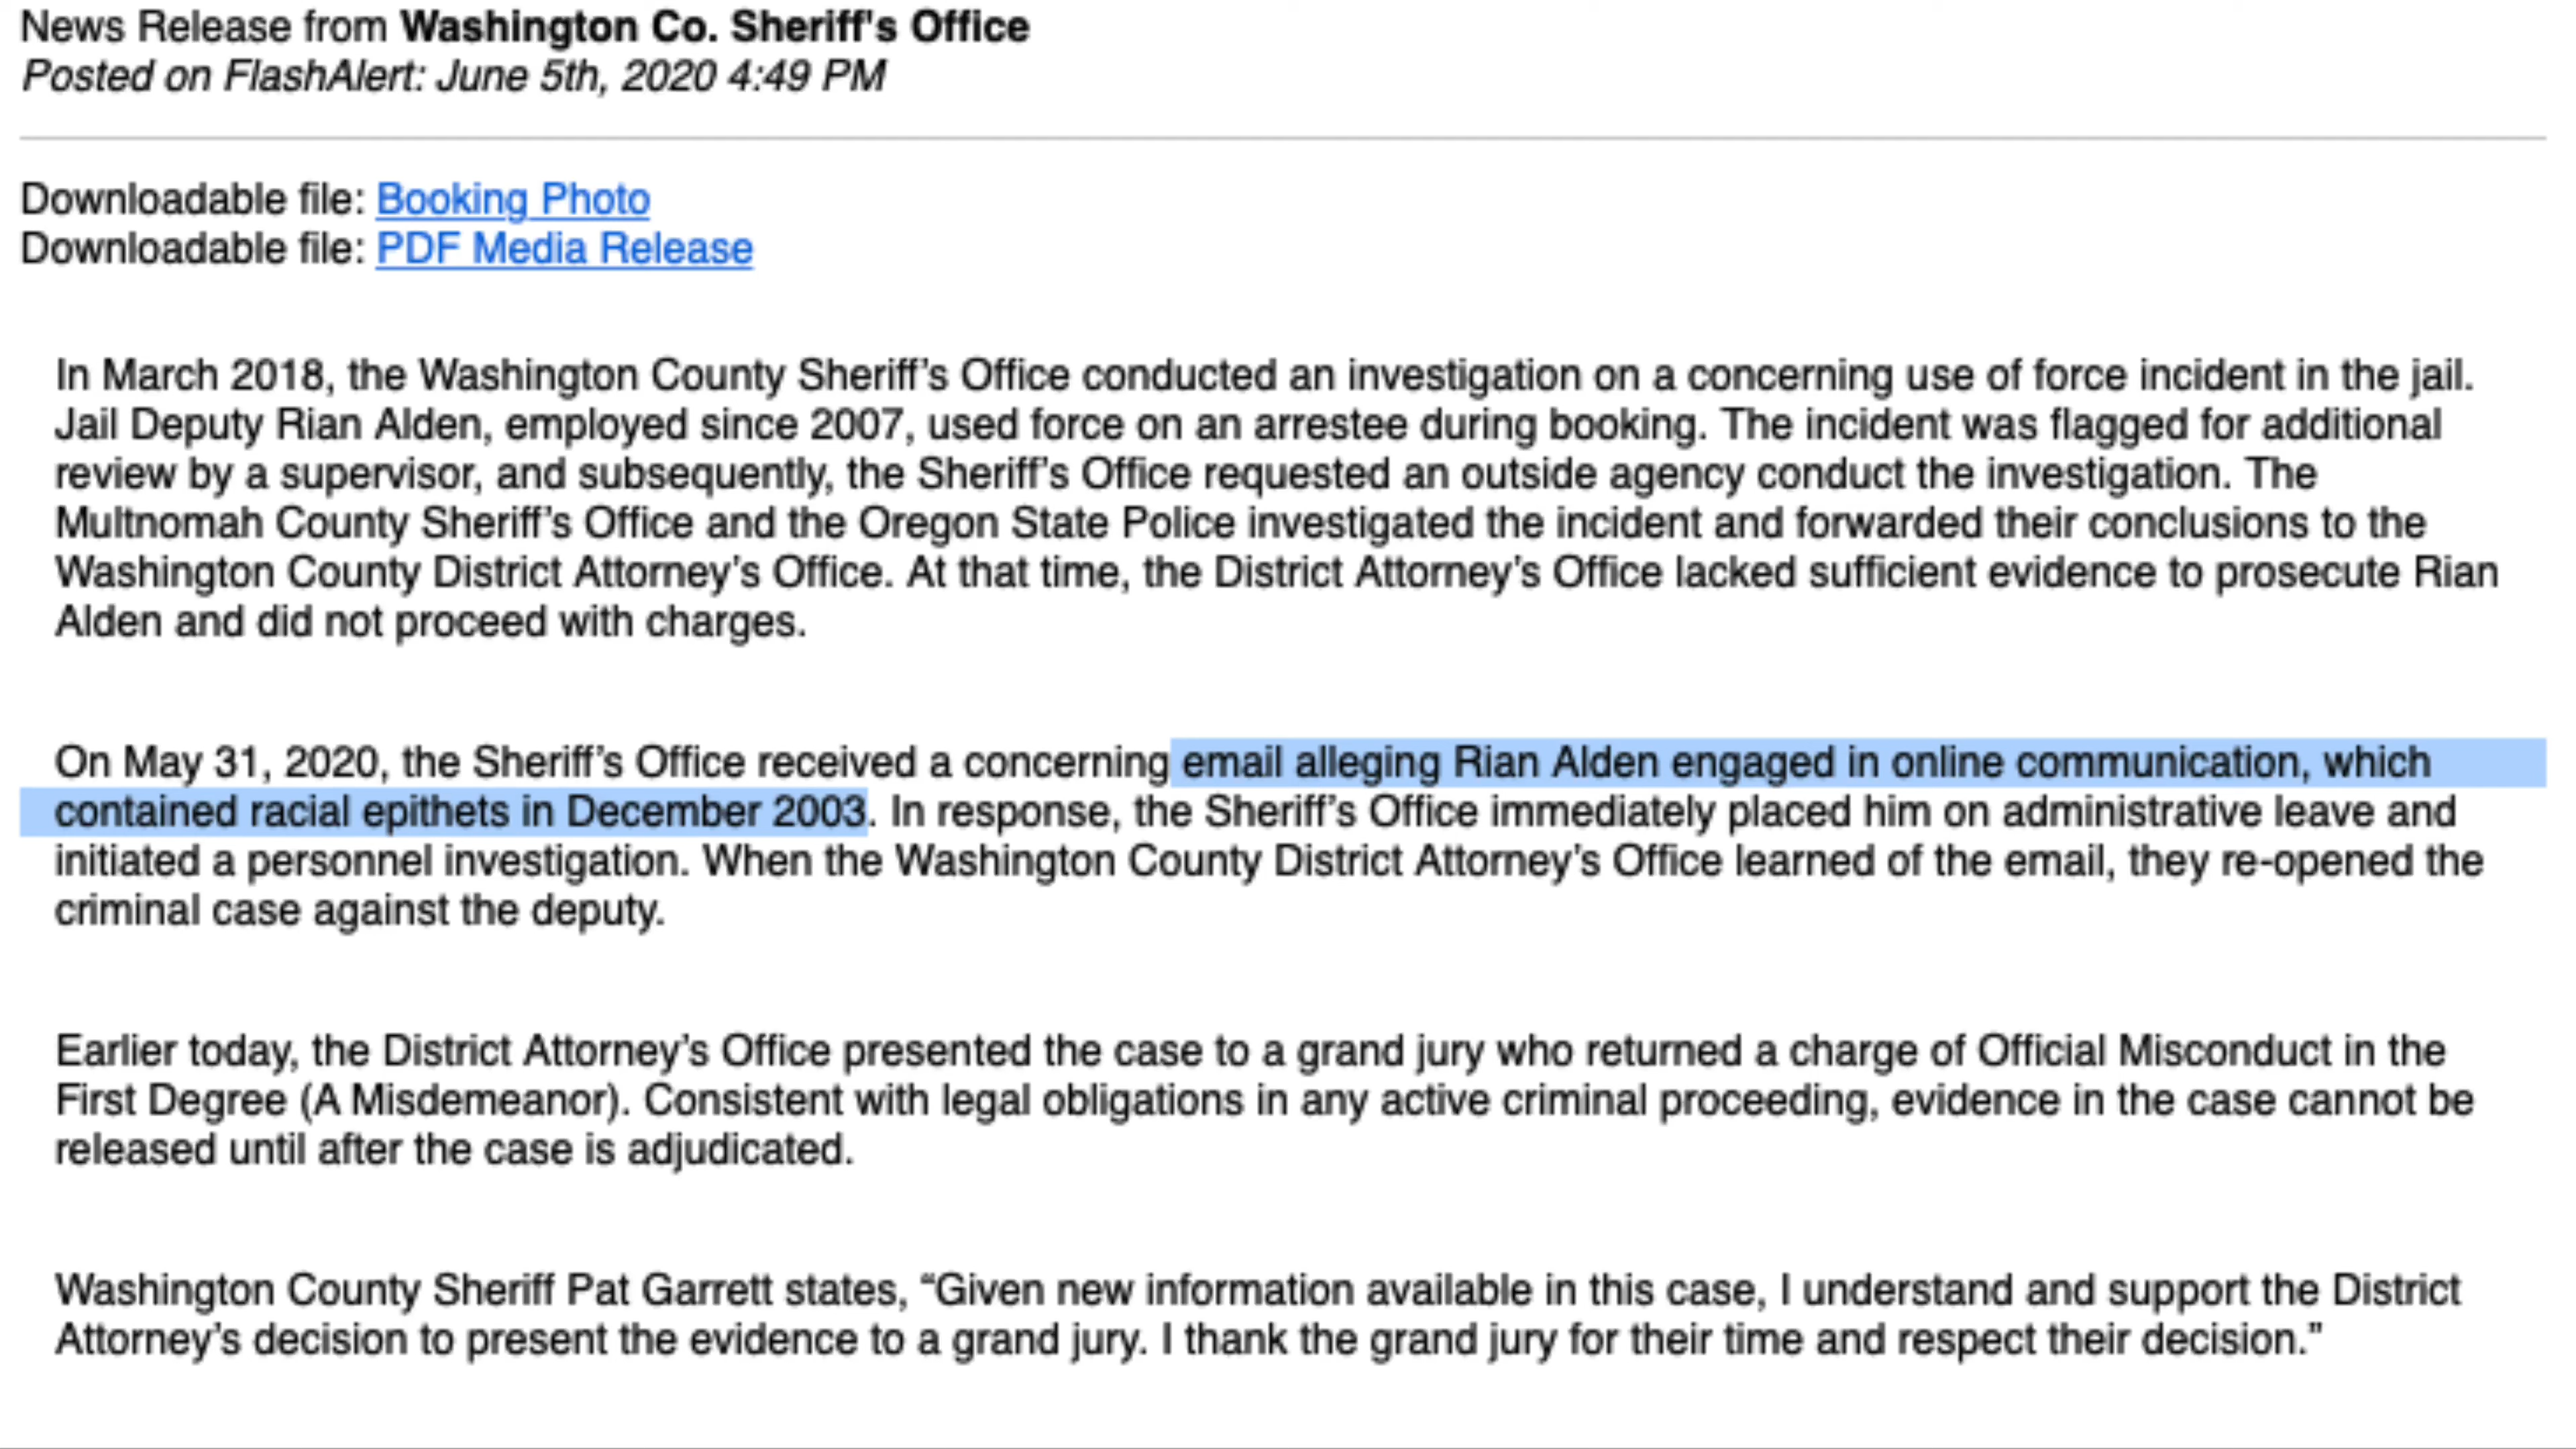 News Release from Washington Co. Sheriff's Office
Posted on FlashAlert: June 5th, 2020 4:49 PM
Downloadable file: Booking Photo
Downloadable file: PDF Media Release
In March 2018, the Washington County Sheriff’s Office conducted an investigation on a concerning use of force incident in the jail.
Jail Deputy Rian Alden, employed since 2007, used force on an arrestee during booking. The incident was flagged for additional
review by a supervisor, and subsequently, the Sheriff’s Office requested an outside agency conduct the investigation. The
Multnomah County Sheriff’s Office and the Oregon State Police investigated the incident and forwarded their conclusions to the
Washington County District Attorney’s Office. At that time, the District Attorney’s Office lacked sufficient evidence to prosecute Rian
Alden and did not proceed with charges.
On May 31, 2020, the Sheriff’s Office received a concerning email alleging Rian Alden engaged in online communication, which
contained racial epithets in December 2003. In response, the Sheriff’s Office immediately placed him on administrative leave and
initiated a personnel investigation. When the Washington County District Attorney’s Office learned of the email, they re-opened the
criminal case against the deputy.
Earlier today, the District Attorney’s Office presented the case to a grand jury who returned a charge of Official Misconduct in the
First Degree (A Misdemeanor). Consistent with legal obligations in any active criminal proceeding, evidence in the case cannot be
released until after the case is adjudicated.
Washington County Sheriff Pat Garrett states, “Given new information available in this case, I understand and support the District
Attorney’s decision to present the evidence to a grand jury. I thank the grand jury for their time and respect their decision.”